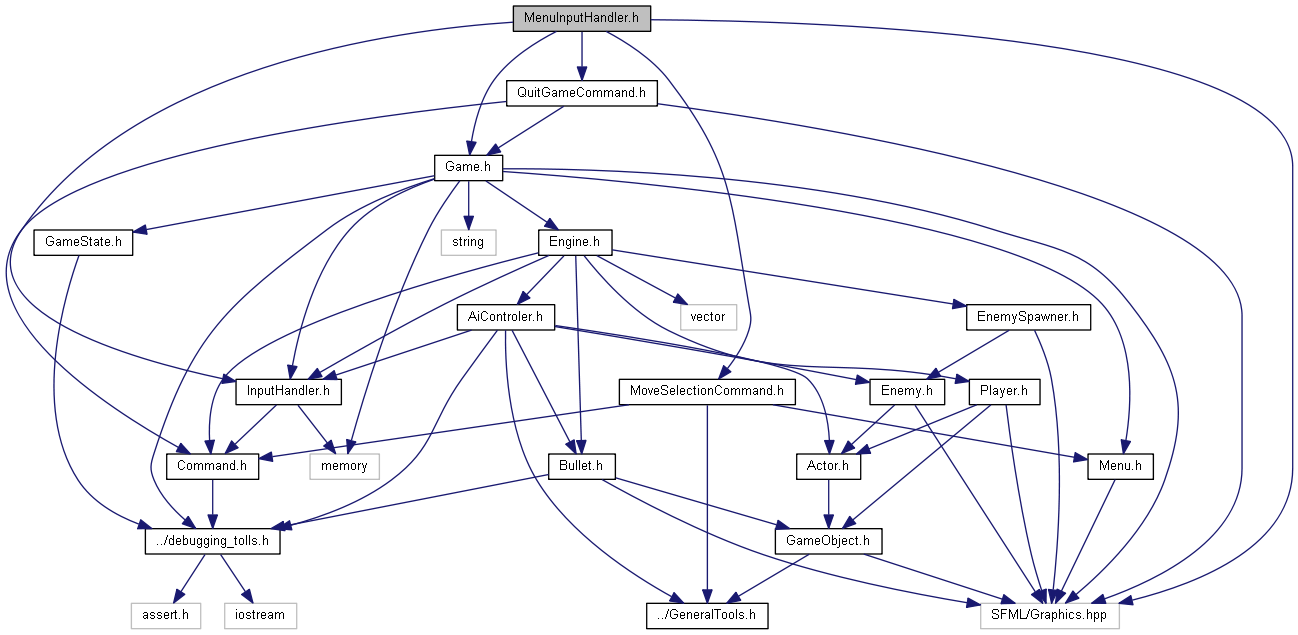 MenuInputHandler.h
QuitGameCommand.h
Game.h
GameState.h
string
Engine.h
AiControler.h
vector
EnemySpawner.h
InputHandler.h
MoveSelectionCommand.h
Enemy.h
Player.h
Command.h
memory
Bullet.h
Actor.h
Menu.h
../debugging_tolls.h
GameObject.h
assert.h
iostream
../GeneralTools.h
SFML/Graphics.hpp